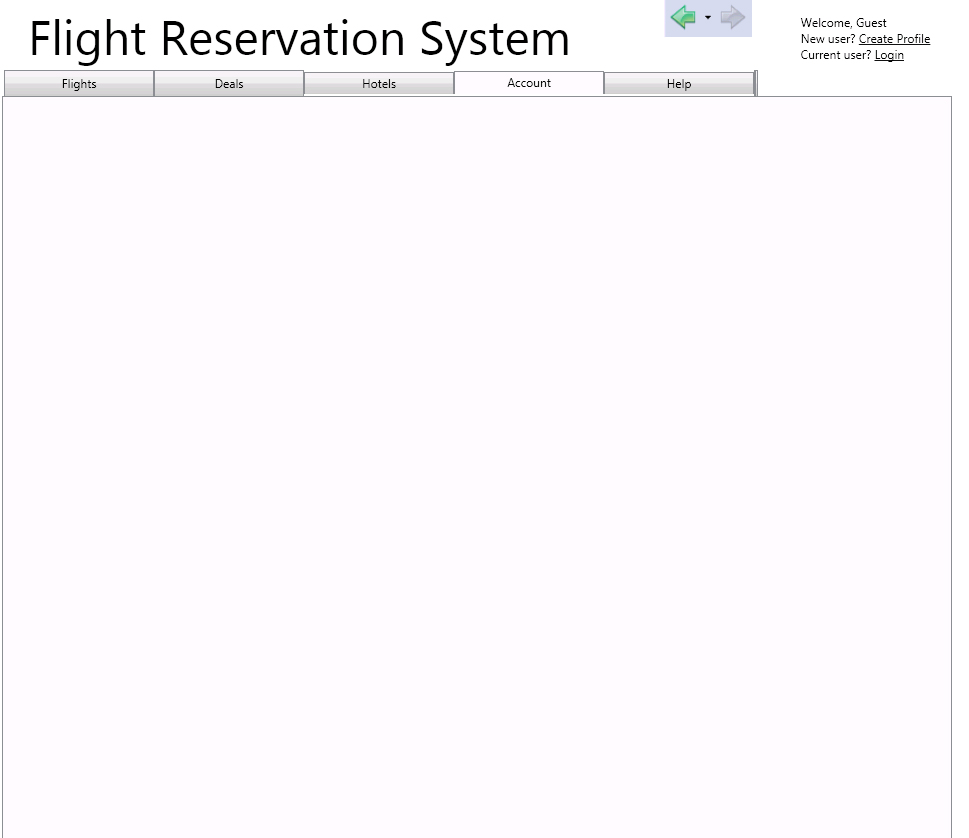 Flight Reservation System
Welcome, Guest
New user? Create Profile
Current user? Login
Flights
Deals
Hotels
Account
Help